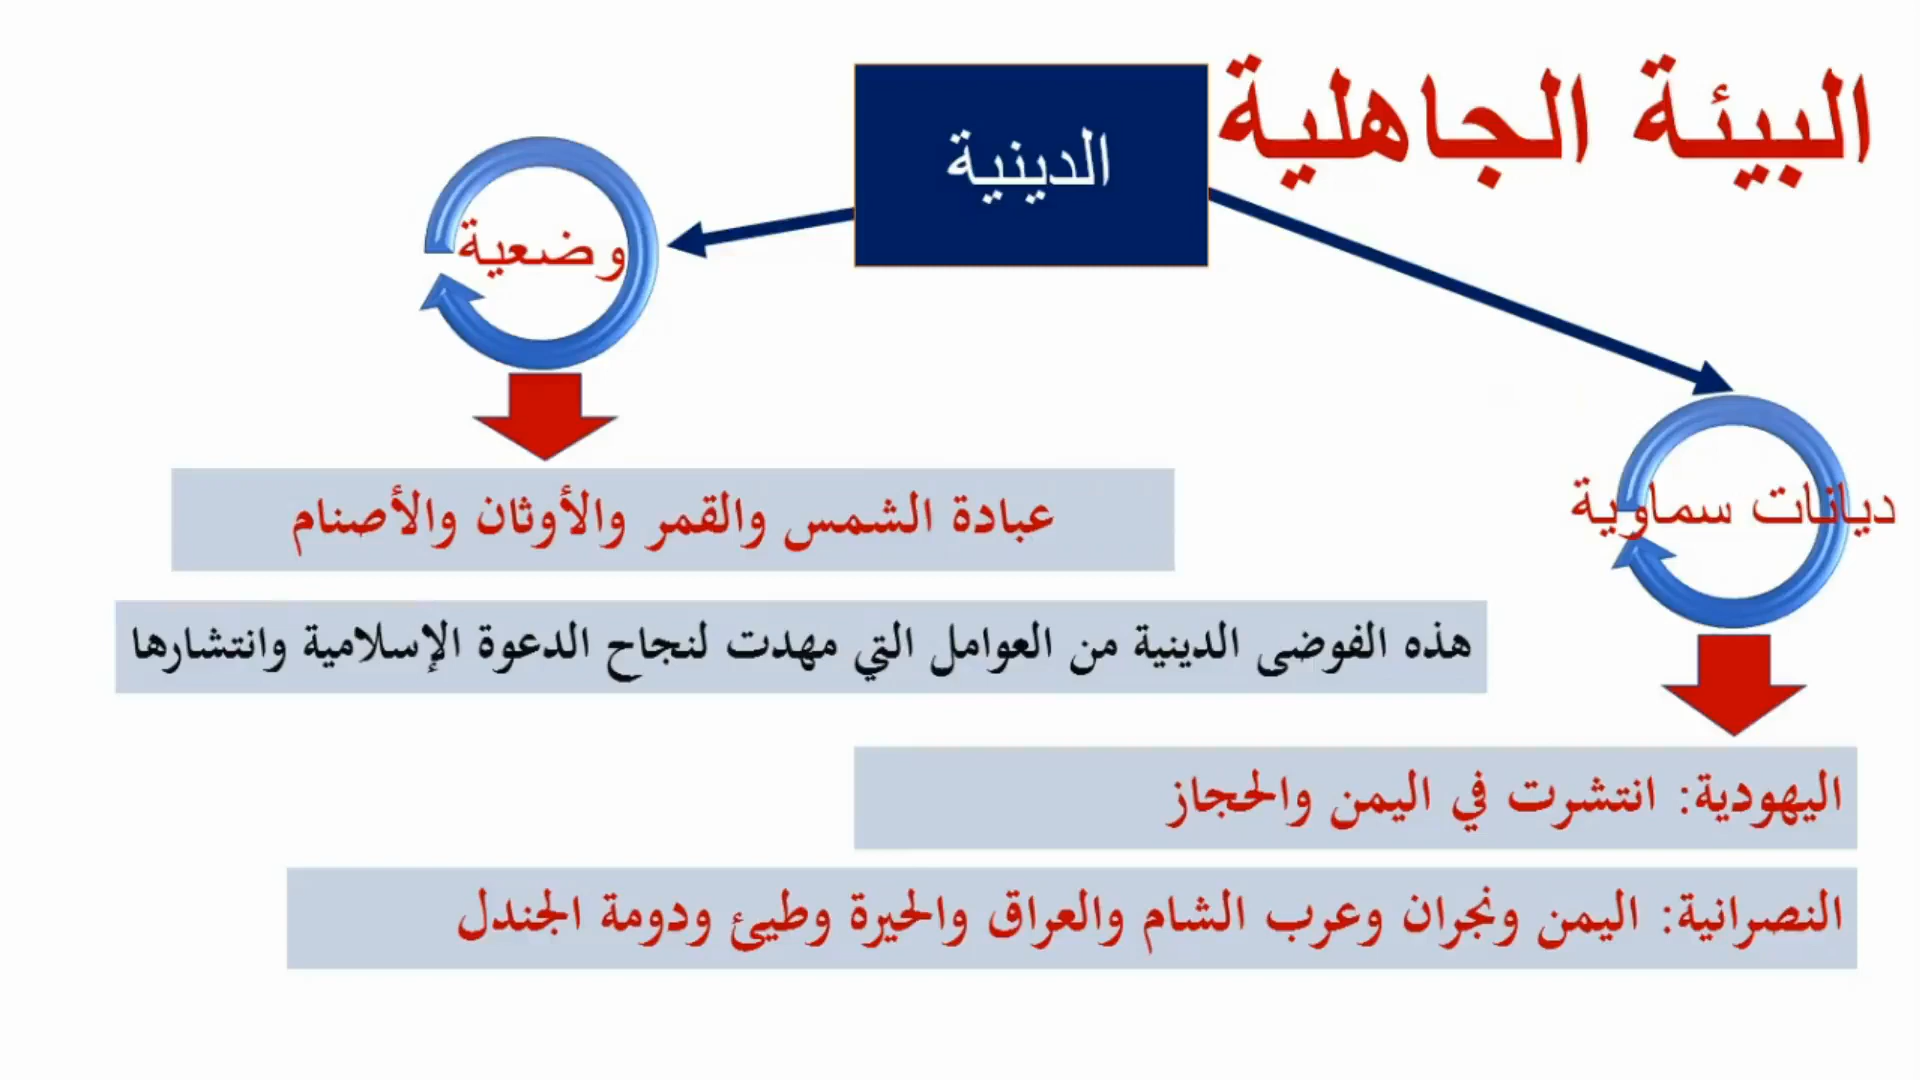 البيئة الجاهلية
الدينية
وضعية
عبادة الشمس والقمر والأوثان والأصنام
ديانات سماوية
هذه الفوضى الدينية من العوامل التي مهدت لنجاح الدعوة الإسلامية وانتشارها
اليهودية: انتشرت في اليمن والحجاز
النصرانية: اليمن ونجران وعرب الشام والعراق والحيرة وطيئ ودومة الجندل